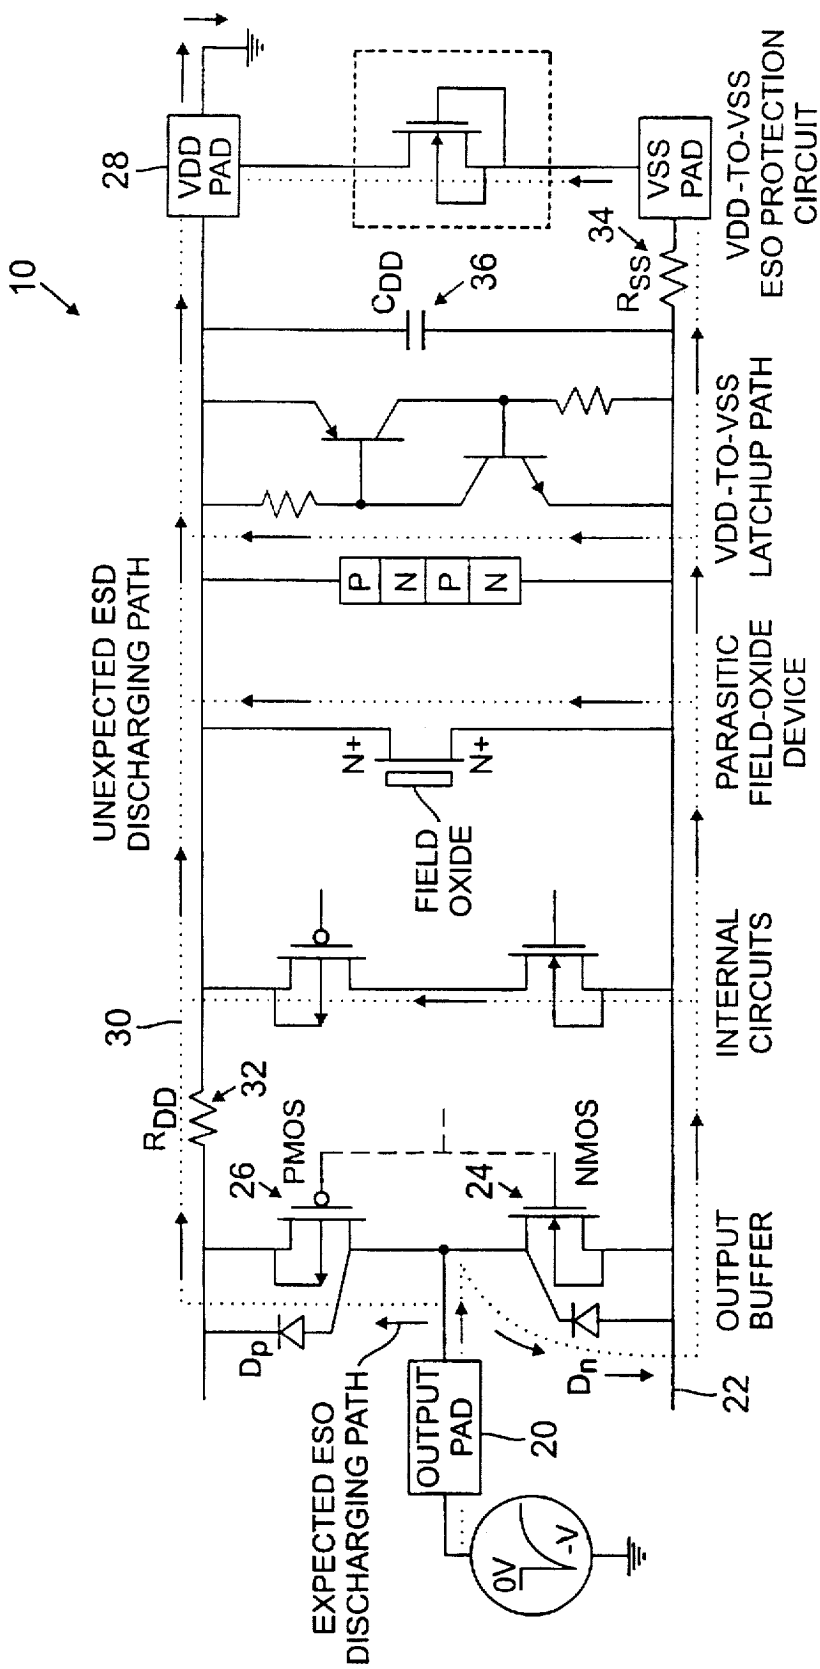 10
28
VDD
PAD
UNEXPECTED ESD
DISCHARGING PATH
30
RDD
32
26
PMOS
Dp
EXPECTED ESO
DISCHARGING PATH
OUTPUT
PAD
20
0V
-V
24
NMOS
Dn
22
FIELD
OXIDE
N+
N+
P
N
P
N
CDD
36
RSS
34
VSS
PAD
OUTPUT
BUFFER
INTERNAL
CIRCUITS
PARASITIC
FIELD-OXIDE
DEVICE
VDD-TO-VSS
LATCHUP PATH
VDD-TO-VSS
ESO PROTECTION
CIRCUIT